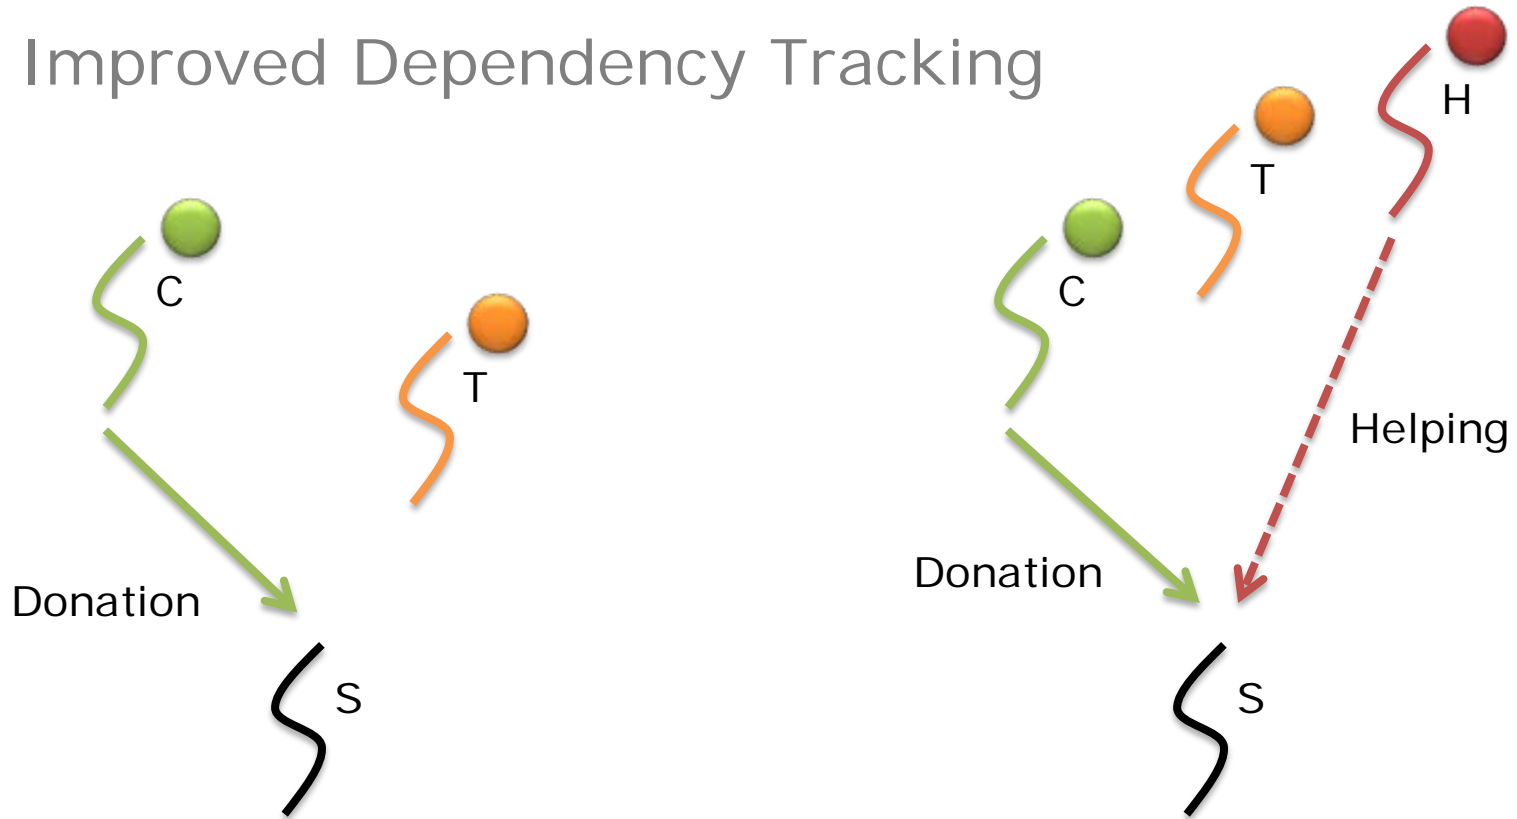 Improved Dependency Tracking
C
T
Donation
S
H
T
C
Helping
Donation
S